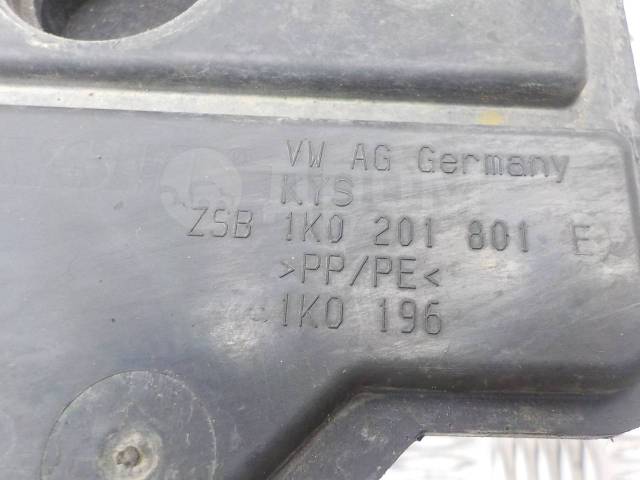 VW AG Germany
KYS
ZSB 1K0 201 801 E
>PP/PE<
1K0 196